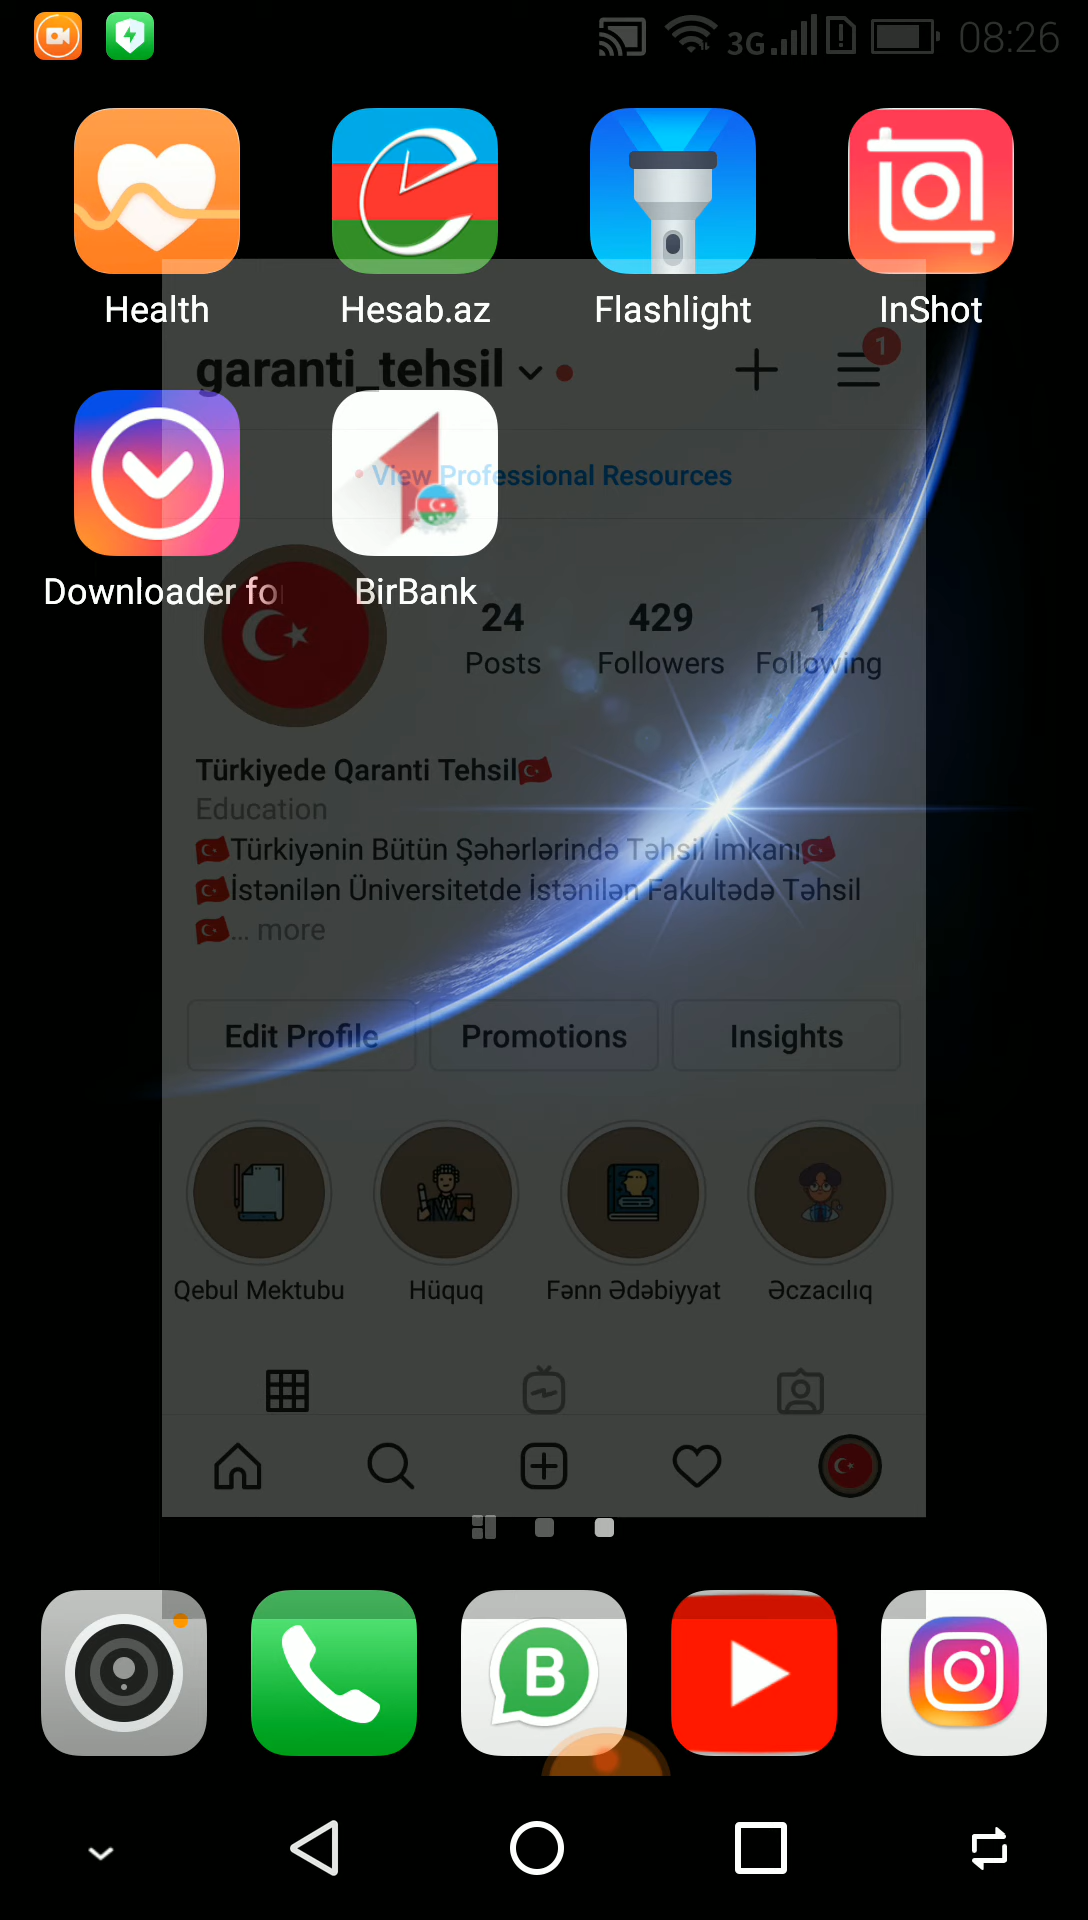 3G 08:26
Health
Hesab.az
Flashlight
InShot
garanti_tehsil
1
View Professional Resources
Downloader fo
BirBank
24
Posts
429
Followers
1
Following
Türkiyede Qaranti Tehsil🇹🇷
Education
🇹🇷Türkiyənin Bütün Şəhərlərində Təhsil İmkanı🇹🇷
🇹🇷İstənilən Üniversitetde İstənilən Fakultədə Təhsil
🇹🇷... more
Edit Profile
Promotions
Insights
Qebul Mektubu
Hüquq
Fənn Ədəbiyyat
Əczacılıq
B